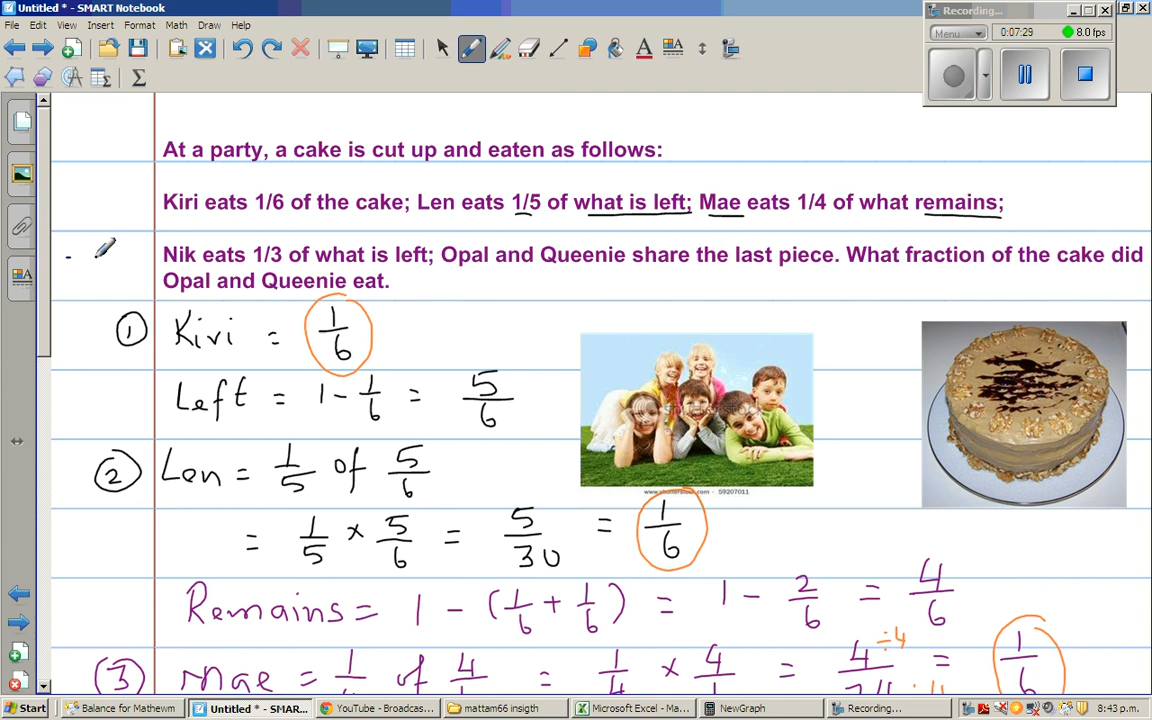 Untitled * - SMART Notebook
File Edit View Insert Format Math Draw Help
Recording...
Menu 0:07:29 8.0 fps
At a party, a cake is cut up and eaten as follows:
Kiri eats 1/6 of the cake; Len eats 1/5 of what is left; Mae eats 1/4 of what remains;
Nik eats 1/3 of what is left; Opal and Queenie share the last piece. What fraction of the cake did
Opal and Queenie eat.
① Kiri = 1/6
Left = 1 - 1/6 = 5/6
② Len = 1/5 of 5/6
= 1/5 × 5/6 = 5/30 = 1/6
www.shutterstock.com · 59207011
Remains = 1 - (1/6 + 1/6) = 1 - 2/6 = 4/6
③ Mae = 1/ of 4/ = 1/4 × 4/ = 4/24 ÷4 = 1/6
Start Balance for Mathewm Untitled * - SMAR... YouTube - Broadcas... mattam66 insigth Microsoft Excel - Ma... NewGraph Recording... 8:43 p.m.